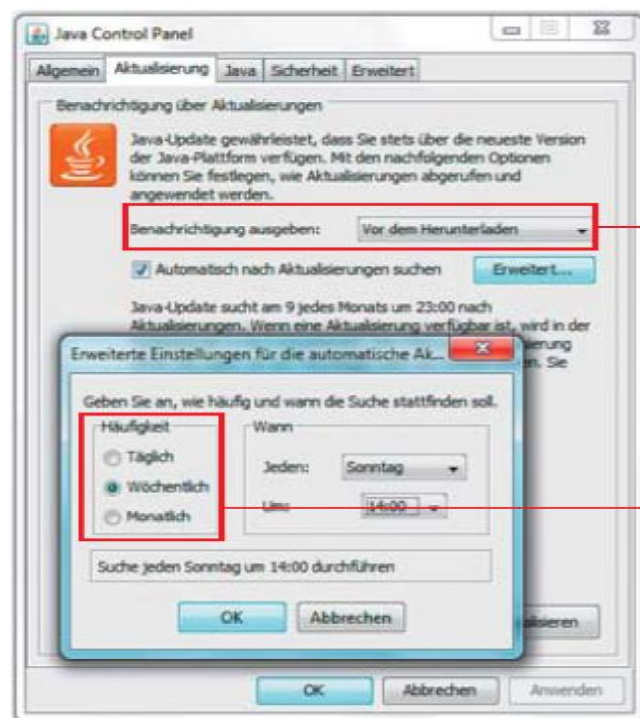 Java Control Panel
Allgemein Aktualisierung Java Sicherheit Erweitert
Benachrichtigung über Aktualisierungen
Java-Update gewährleistet, dass Sie stets über die neueste Version
der Java-Plattform verfügen. Mit den nachfolgenden Optionen
können Sie festlegen, wie Aktualisierungen abgerufen und
angewendet werden.
Benachrichtigung ausgeben: Vor dem Herunterladen
Automatisch nach Aktualisierungen suchen Erweitert...
Java-Update sucht am 9 jedes Monats um 23:00 nach
Aktualisierungen. Wenn eine Aktualisierung verfügbar ist, wird in der
Sie
Erweiterte Einstellungen für die automatische Ak...
Geben Sie an, wie häufig und wann die Suche stattfinden soll.
Häufigkeit Wann
Täglich
Jeden: Sonntag
Wöchentlich
Um: 14:00
Monatlich
Suche jeden Sonntag um 14:00 durchführen
OK Abbrechen
alisieren
OK Abbrechen Anwenden